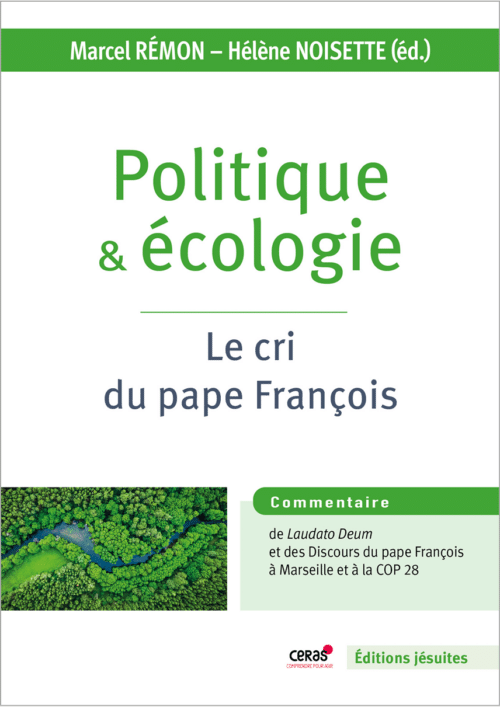 Marcel RÉMON – Hélène NOISETTE (éd.)
Politique
& écologie
Le cri
du pape François
Commentaire
de Laudato Deum
et des Discours du pape François
à Marseille et à la COP 28
ceras
COMPRENDRE POUR AGIR
Éditions jésuites